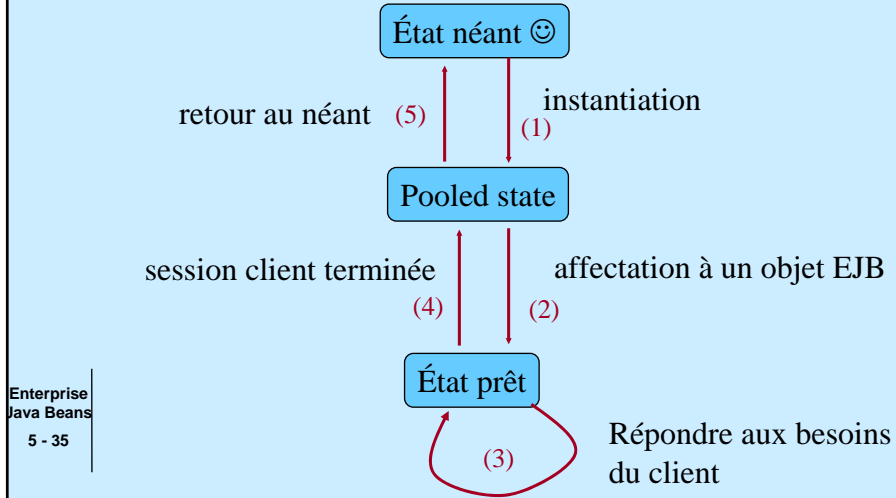 État néant ☺
retour au néant (5)
instantiation
(1)
Pooled state
session client terminée
(4)
affectation à un objet EJB
(2)
État prêt
(3)
Répondre aux besoins
du client
Enterprise
Java Beans
5 - 35